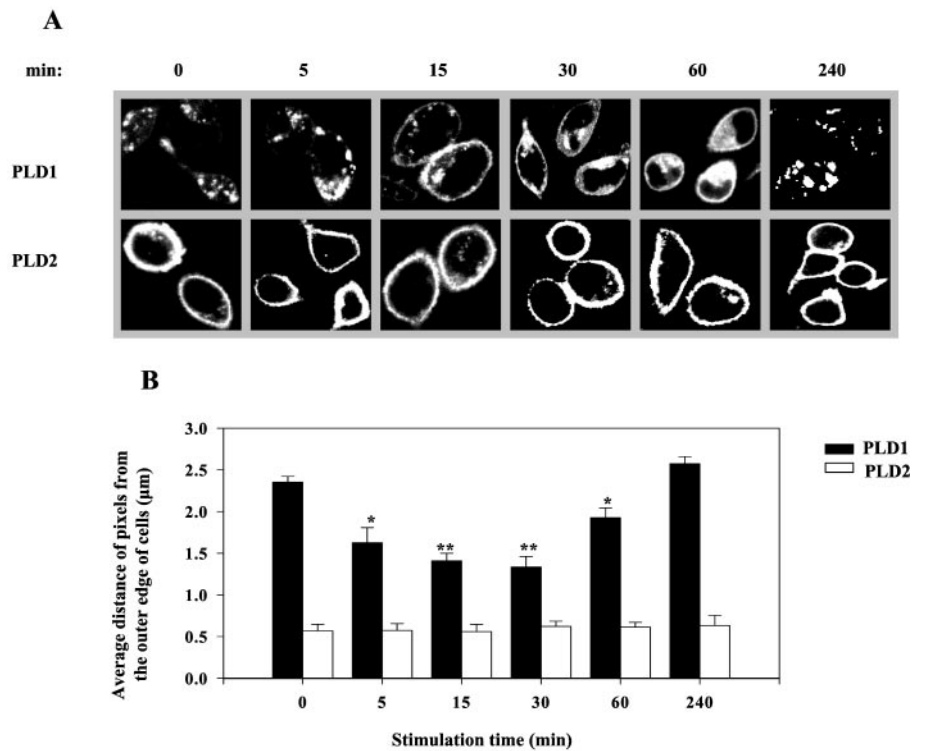 A
min: 0 5 15 30 60 240
PLD1
PLD2
B
Average distance of pixels from
the outer edge of cells (μm)
3.0
2.5
2.0
1.5
1.0
0.5
0.0
* ** ** *
0 5 15 30 60 240
Stimulation time (min)
PLD1
PLD2